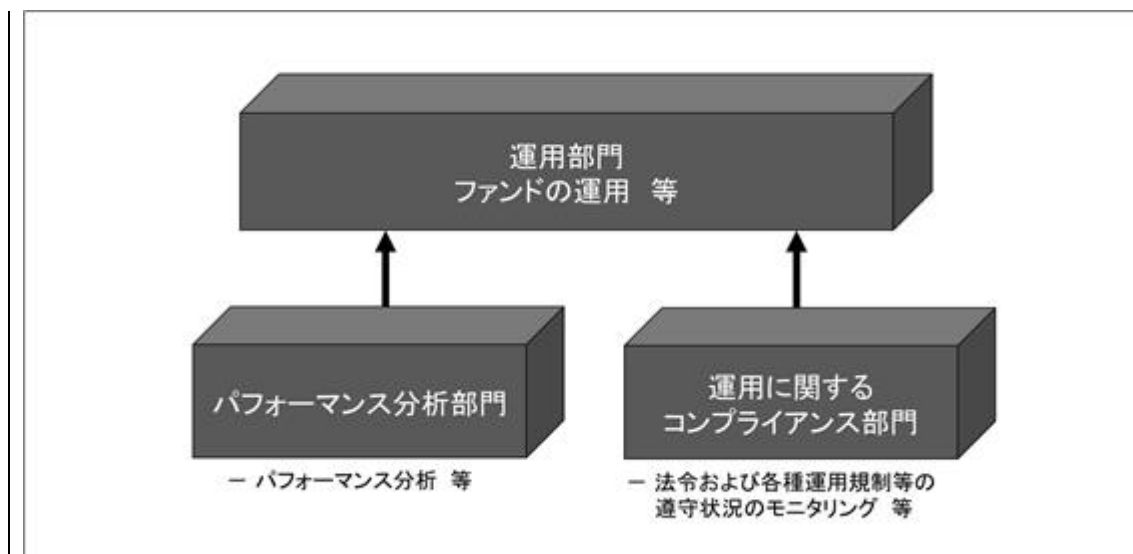 運用部門
ファンドの運用　等
パフォーマンス分析部門
－ パフォーマンス分析　等
運用に関する
コンプライアンス部門
－ 法令および各種運用規制等の
遵守状況のモニタリング　等